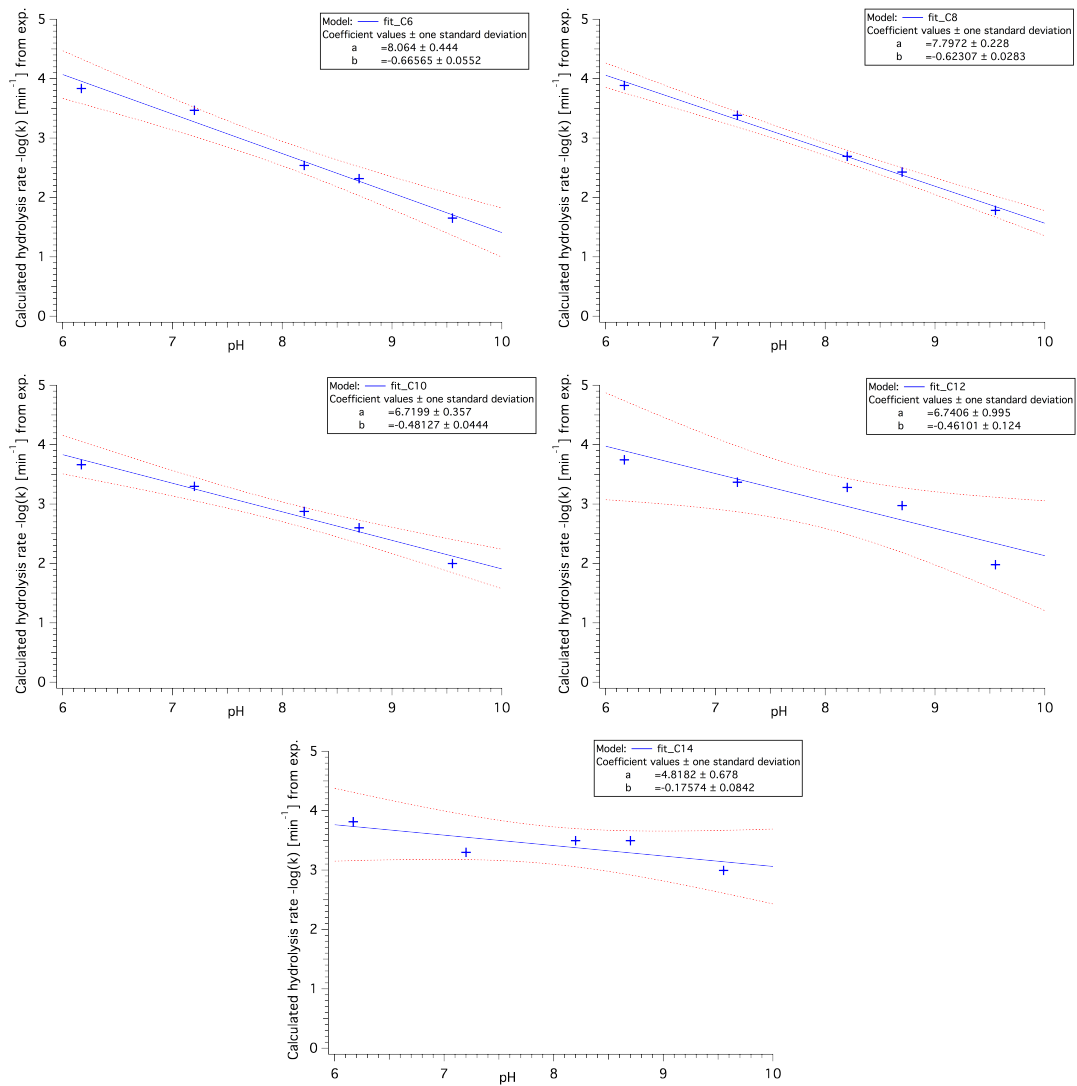 Model: fit_C6
Coefficient values ± one standard deviation
a =8.064 ± 0.444
b =-0.66565 ± 0.0552
Calculated hydrolysis rate -log(k) [min⁻¹] from exp.
5
4
3
2
1
0
6 7 8 9 10
pH
Model: fit_C8
Coefficient values ± one standard deviation
a =7.7972 ± 0.228
b =-0.62307 ± 0.0283
Calculated hydrolysis rate -log(k) [min⁻¹] from exp.
5
4
3
2
1
0
6 7 8 9 10
pH
Model: fit_C10
Coefficient values ± one standard deviation
a =6.7199 ± 0.357
b =-0.48127 ± 0.0444
Calculated hydrolysis rate -log(k) [min⁻¹] from exp.
5
4
3
2
1
0
6 7 8 9 10
pH
Model: fit_C12
Coefficient values ± one standard deviation
a =6.7406 ± 0.995
b =-0.46101 ± 0.124
Calculated hydrolysis rate -log(k) [min⁻¹] from exp.
5
4
3
2
1
0
6 7 8 9 10
pH
Model: fit_C14
Coefficient values ± one standard deviation
a =4.8182 ± 0.678
b =-0.17574 ± 0.0842
Calculated hydrolysis rate -log(k) [min⁻¹] from exp.
5
4
3
2
1
0
6 7 8 9 10
pH